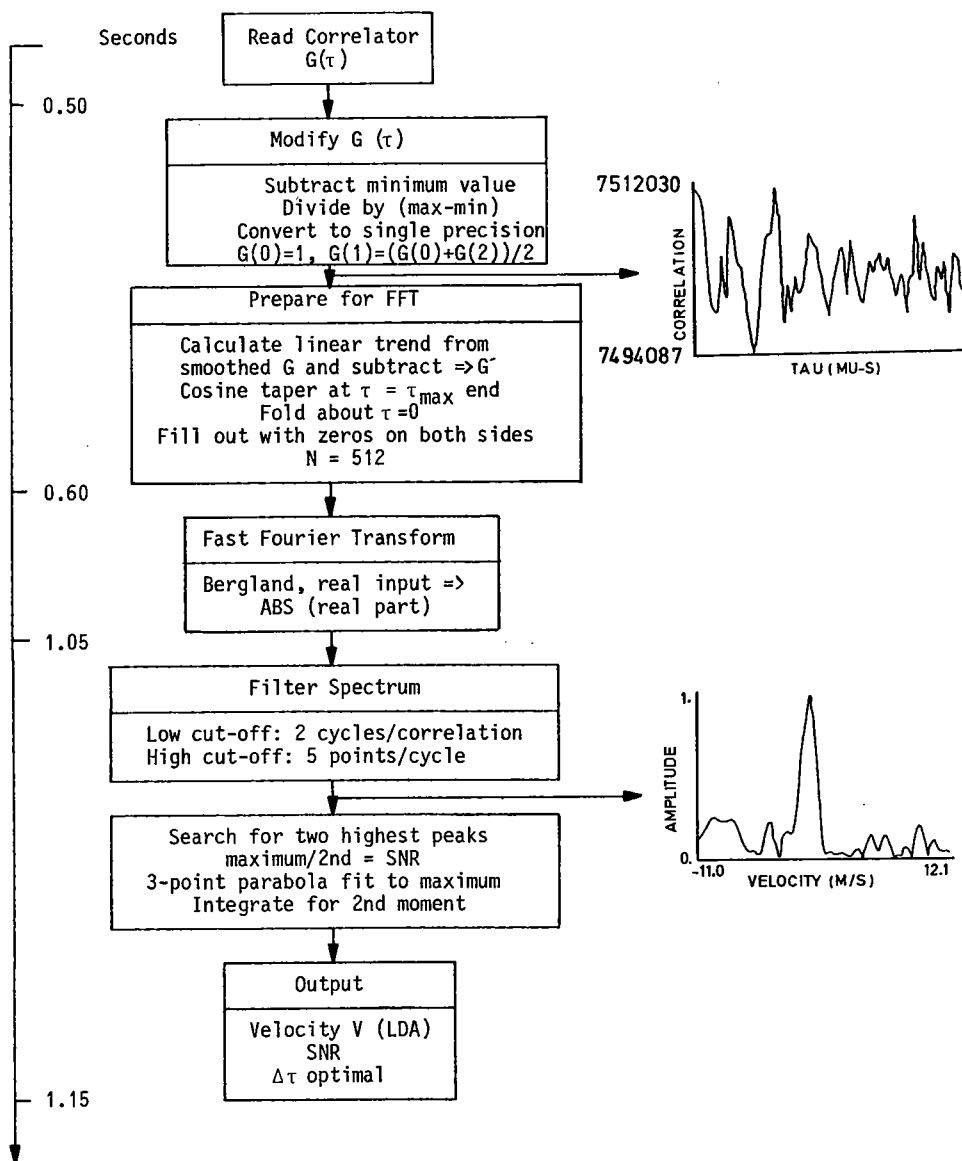 Seconds
Read Correlator
G(τ)
0.50
Modify G (τ)
Subtract minimum value
Divide by (max-min)
Convert to single precision
G(0)=1, G(1)=(G(0)+G(2))/2
7512030
CORRELATION
7494087
TAU (MU-S)
Prepare for FFT
Calculate linear trend from
smoothed G and subtract =>G-
Cosine taper at τ = τmax end
Fold about τ=0
Fill out with zeros on both sides
N = 512
0.60
Fast Fourier Transform
Bergland, real input =>
ABS (real part)
1.05
Filter Spectrum
Low cut-off: 2 cycles/correlation
High cut-off: 5 points/cycle
1.
AMPLITUDE
0.
-11.0
12.1
VELOCITY (M/S)
Search for two highest peaks
maximum/2nd = SNR
3-point parabola fit to maximum
Integrate for 2nd moment
Output
Velocity V (LDA)
SNR
Δτ optimal
1.15